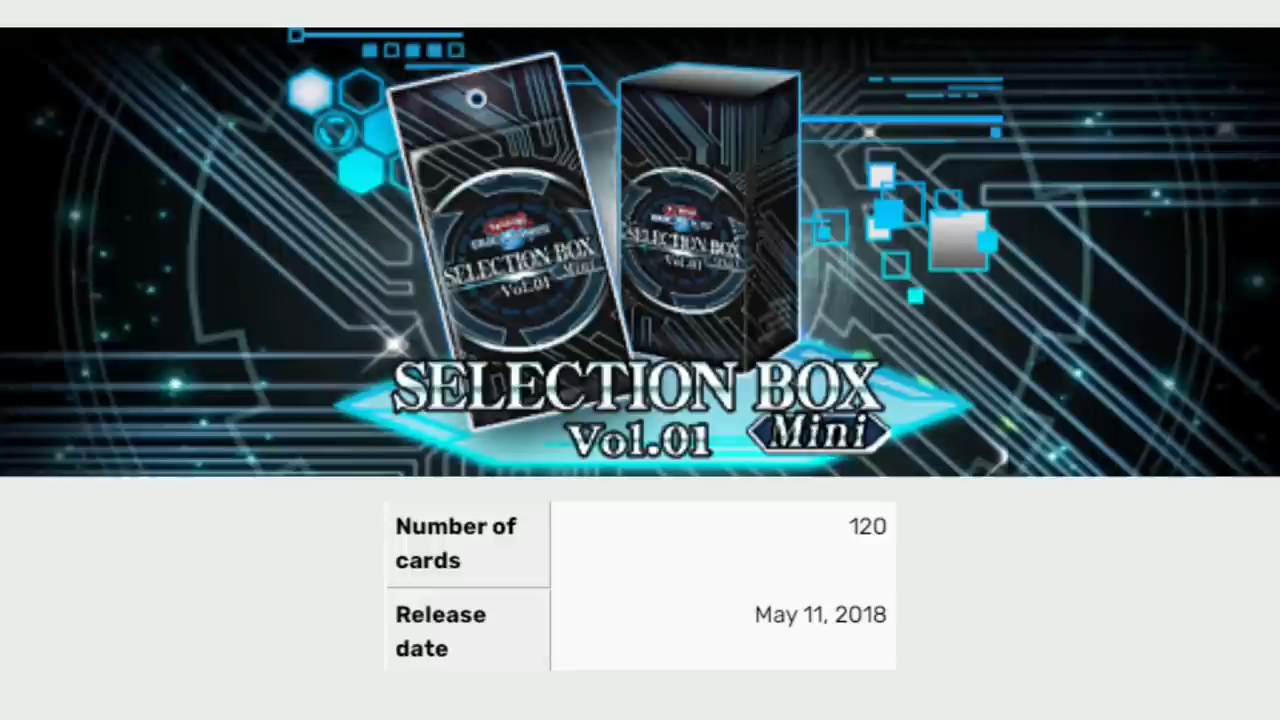 SELECTION BOX
Mini
Vol.01
SELECTION BOX
Vol.01
SELECTION BOX
Vol.01 Mini
Number of cards 120
Release date May 11, 2018